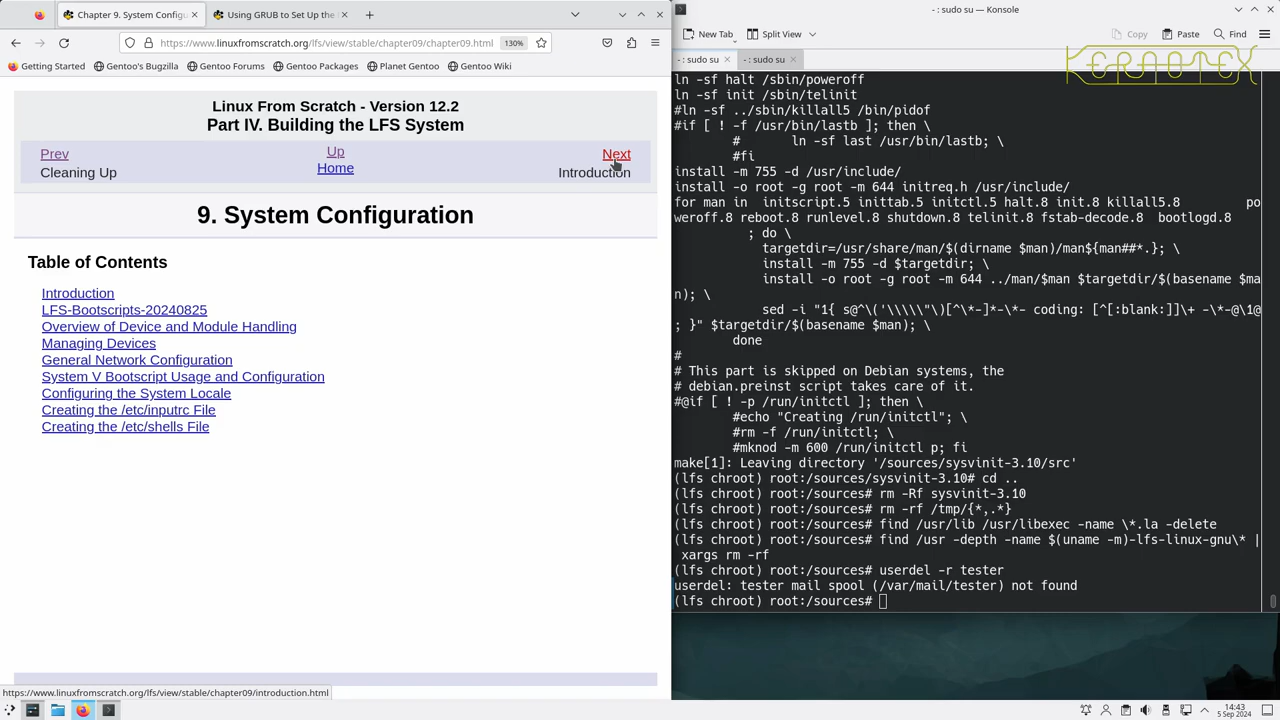 Chapter 9. System Configu
Using GRUB to Set Up the
https://www.linuxfromscratch.org/lfs/view/stable/chapter09/chapter09.html
130%
Getting Started
Gentoo's Bugzilla
Gentoo Forums
Gentoo Packages
Planet Gentoo
Gentoo Wiki
Linux From Scratch - Version 12.2
Part IV. Building the LFS System
Prev
Up
Next
Cleaning Up
Home
Introduction
9. System Configuration
Table of Contents
Introduction
LFS-Bootscripts-20240825
Overview of Device and Module Handling
Managing Devices
General Network Configuration
System V Bootscript Usage and Configuration
Configuring the System Locale
Creating the /etc/inputrc File
Creating the /etc/shells File
https://www.linuxfromscratch.org/lfs/view/stable/chapter09/introduction.html
- : sudo su — Konsole
New Tab
Split View
Copy
Paste
Find
- : sudo su
- : sudo su
KERNOTEX
ln -sf halt /sbin/poweroff
ln -sf init /sbin/telinit
#ln -sf ../sbin/killall5 /bin/pidof
#if [ ! -f /usr/bin/lastb ]; then \
#       ln -sf last /usr/bin/lastb; \
#fi
install -m 755 -d /usr/include/
install -o root -g root -m 644 initreq.h /usr/include/
for man in  initscript.5 inittab.5 initctl.5 halt.8 init.8 killall5.8         po
weroff.8 reboot.8 runlevel.8 shutdown.8 telinit.8 fstab-decode.8  bootlogd.8
; do \
targetdir=/usr/share/man/$(dirname $man)/man${man##*.}; \
install -m 755 -d $targetdir; \
install -o root -g root -m 644 ../man/$man $targetdir/$(basename $ma
n); \
sed -i "1{ s@^\('\\\\\"\)[^\*-]*-\*- coding: [^[:blank:]]\+ -\*-@\1@
; }" $targetdir/$(basename $man); \
done
#
# This part is skipped on Debian systems, the
# debian.preinst script takes care of it.
#@if [ ! -p /run/initctl ]; then \
#echo "Creating /run/initctl"; \
#rm -f /run/initctl; \
#mknod -m 600 /run/initctl p; fi
make[1]: Leaving directory '/sources/sysvinit-3.10/src'
(lfs chroot) root:/sources/sysvinit-3.10# cd ..
(lfs chroot) root:/sources# rm -Rf sysvinit-3.10
(lfs chroot) root:/sources# rm -rf /tmp/{*,.*}
(lfs chroot) root:/sources# find /usr/lib /usr/libexec -name \*.la -delete
(lfs chroot) root:/sources# find /usr -depth -name $(uname -m)-lfs-linux-gnu\* |
xargs rm -rf
(lfs chroot) root:/sources# userdel -r tester
userdel: tester mail spool (/var/mail/tester) not found
(lfs chroot) root:/sources#
14:43
5 Sep 2024